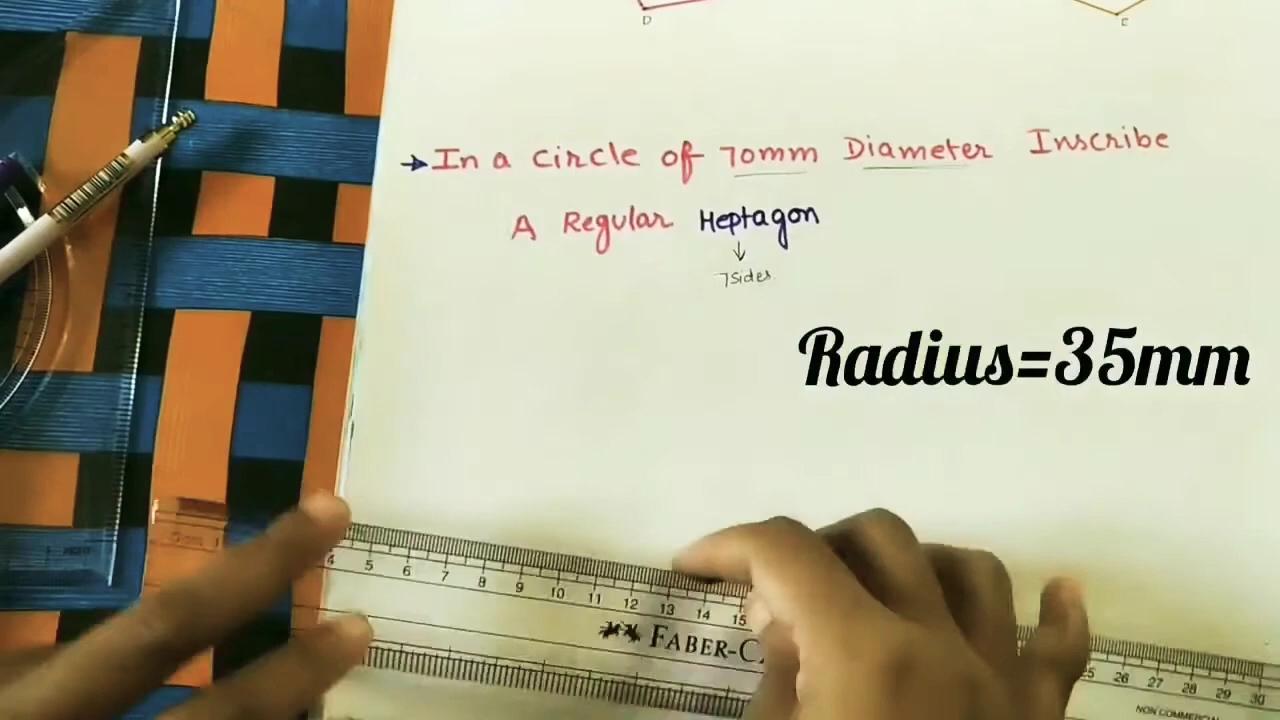 D
E
→ In a circle of 70mm Diameter Inscribe
A Regular Heptagon
↓
7 Sides
Radius=35mm
4 5 6 7 8 9 10 11 12 13 14 15
25 26 27 28 29 30
FABER-CA